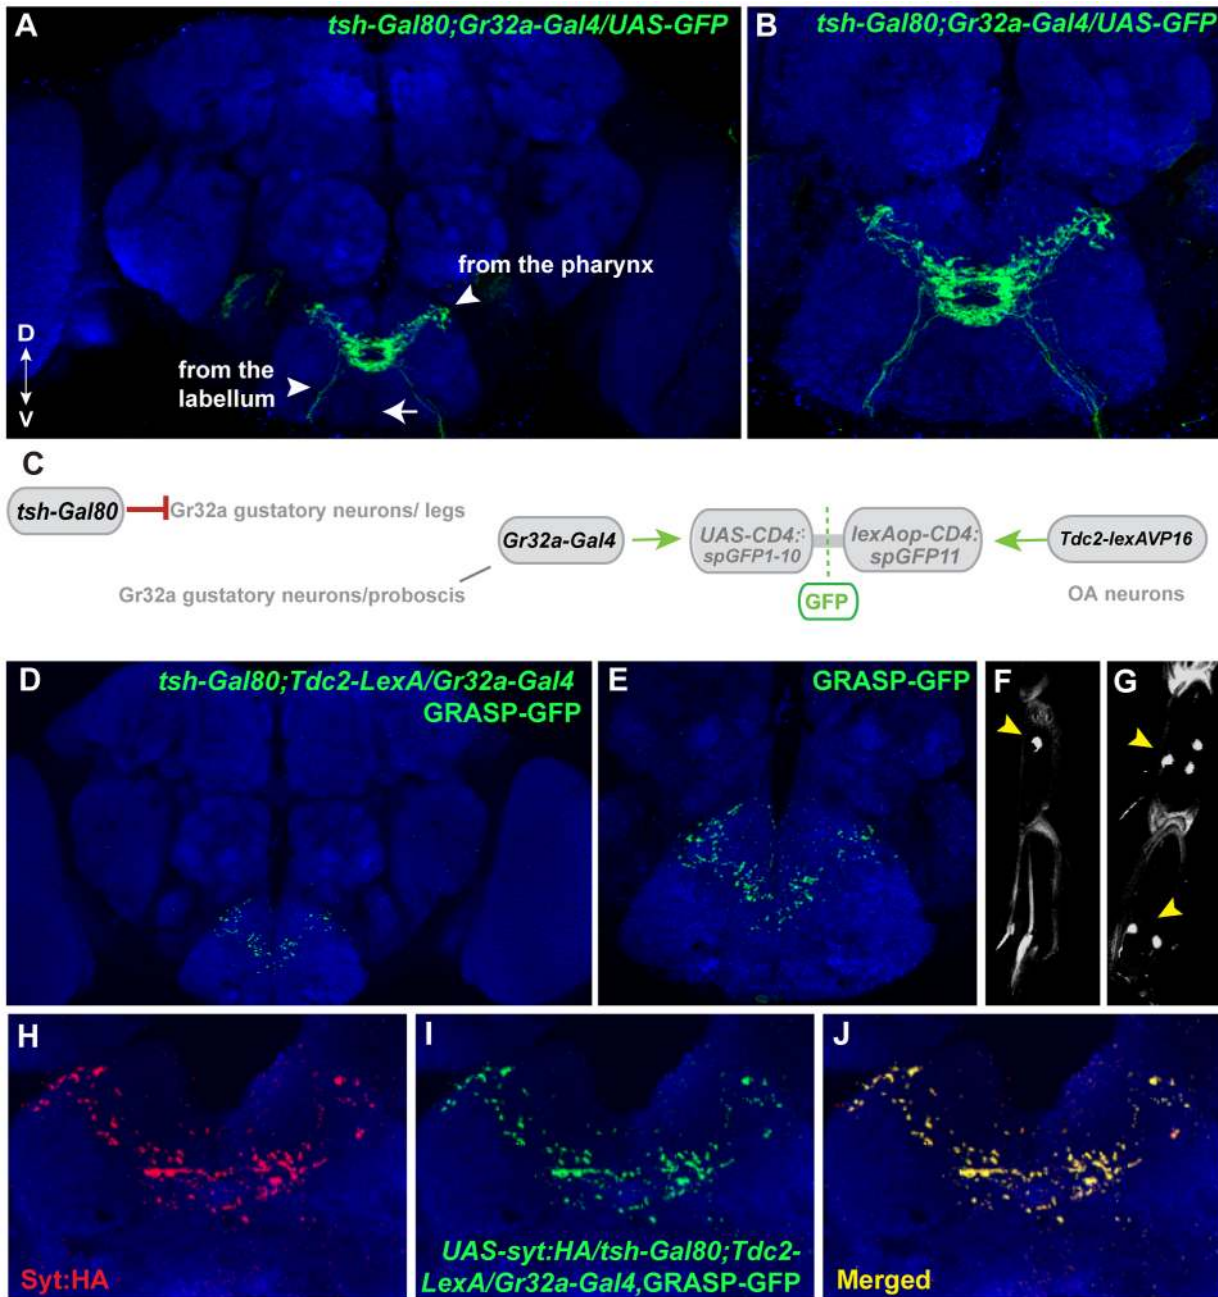 A
tsh-Gal80;Gr32a-Gal4/UAS-GFP
from the pharynx
D
V
from the
labellum
B
tsh-Gal80;Gr32a-Gal4/UAS-GFP
C
tsh-Gal80
Gr32a gustatory neurons/ legs
Gr32a-Gal4
Gr32a gustatory neurons/proboscis
UAS-CD4:
spGFP1-10
lexAop-CD4:
spGFP11
GFP
Tdc2-lexAVP16
OA neurons
D
tsh-Gal80;Tdc2-LexA/Gr32a-Gal4
GRASP-GFP
E
GRASP-GFP
F
G
H
Syt:HA
I
UAS-syt:HA/tsh-Gal80;Tdc2-
LexA/Gr32a-Gal4,GRASP-GFP
J
Merged